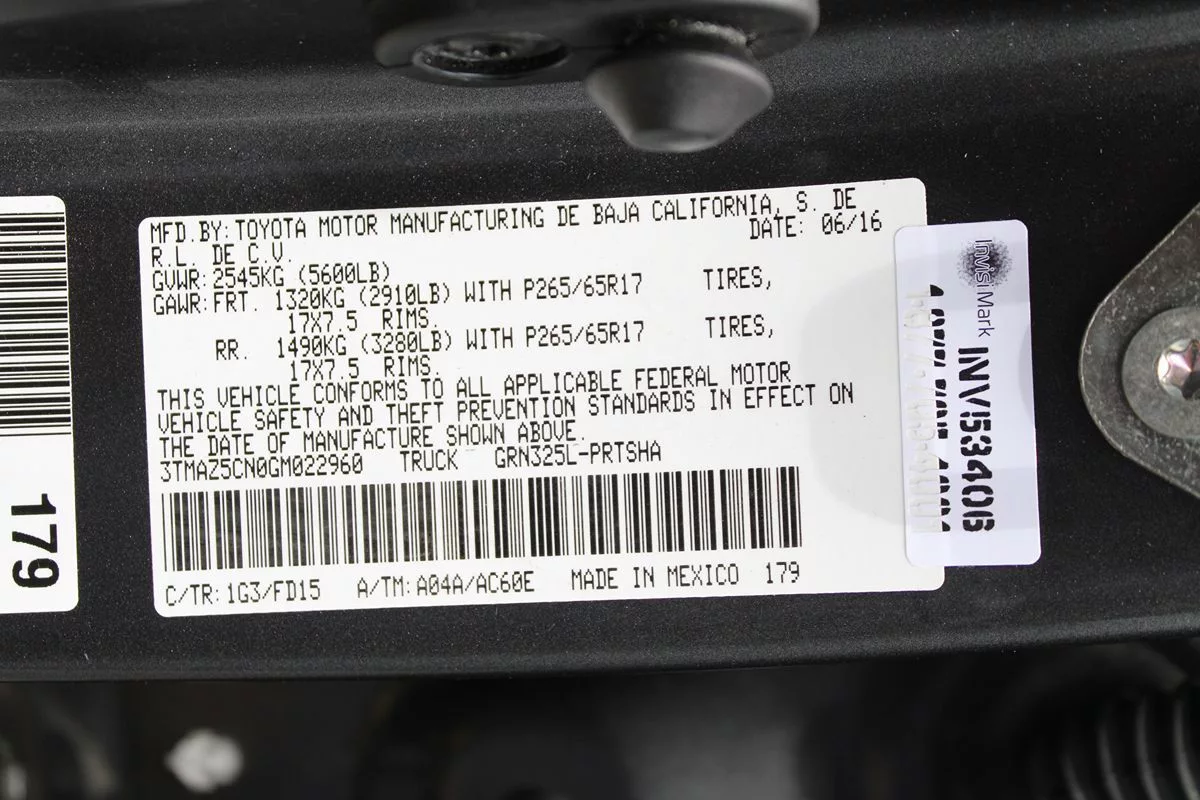 MFD.BY: TOYOTA MOTOR MANUFACTURING DE BAJA CALIFORNIA, S. DE
R.L. DE C.V. DATE: 06/16
GVWR: 2545KG (5600LB)
GAWR: FRT. 1320KG (2910LB) WITH P265/65R17 TIRES,
17X7.5 RIMS.
RR. 1490KG (3280LB) WITH P265/65R17 TIRES,
17X7.5 RIMS.
THIS VEHICLE CONFORMS TO ALL APPLICABLE FEDERAL MOTOR
VEHICLE SAFETY AND THEFT PREVENTION STANDARDS IN EFFECT ON
THE DATE OF MANUFACTURE SHOWN ABOVE.
3TMAZ5CN0GM022960 TRUCK GRN325L-PRTSHA
C/TR: 1G3/FD15 A/TM: A04A/AC60E MADE IN MEXICO 179
179
InvisiMark
INV534406